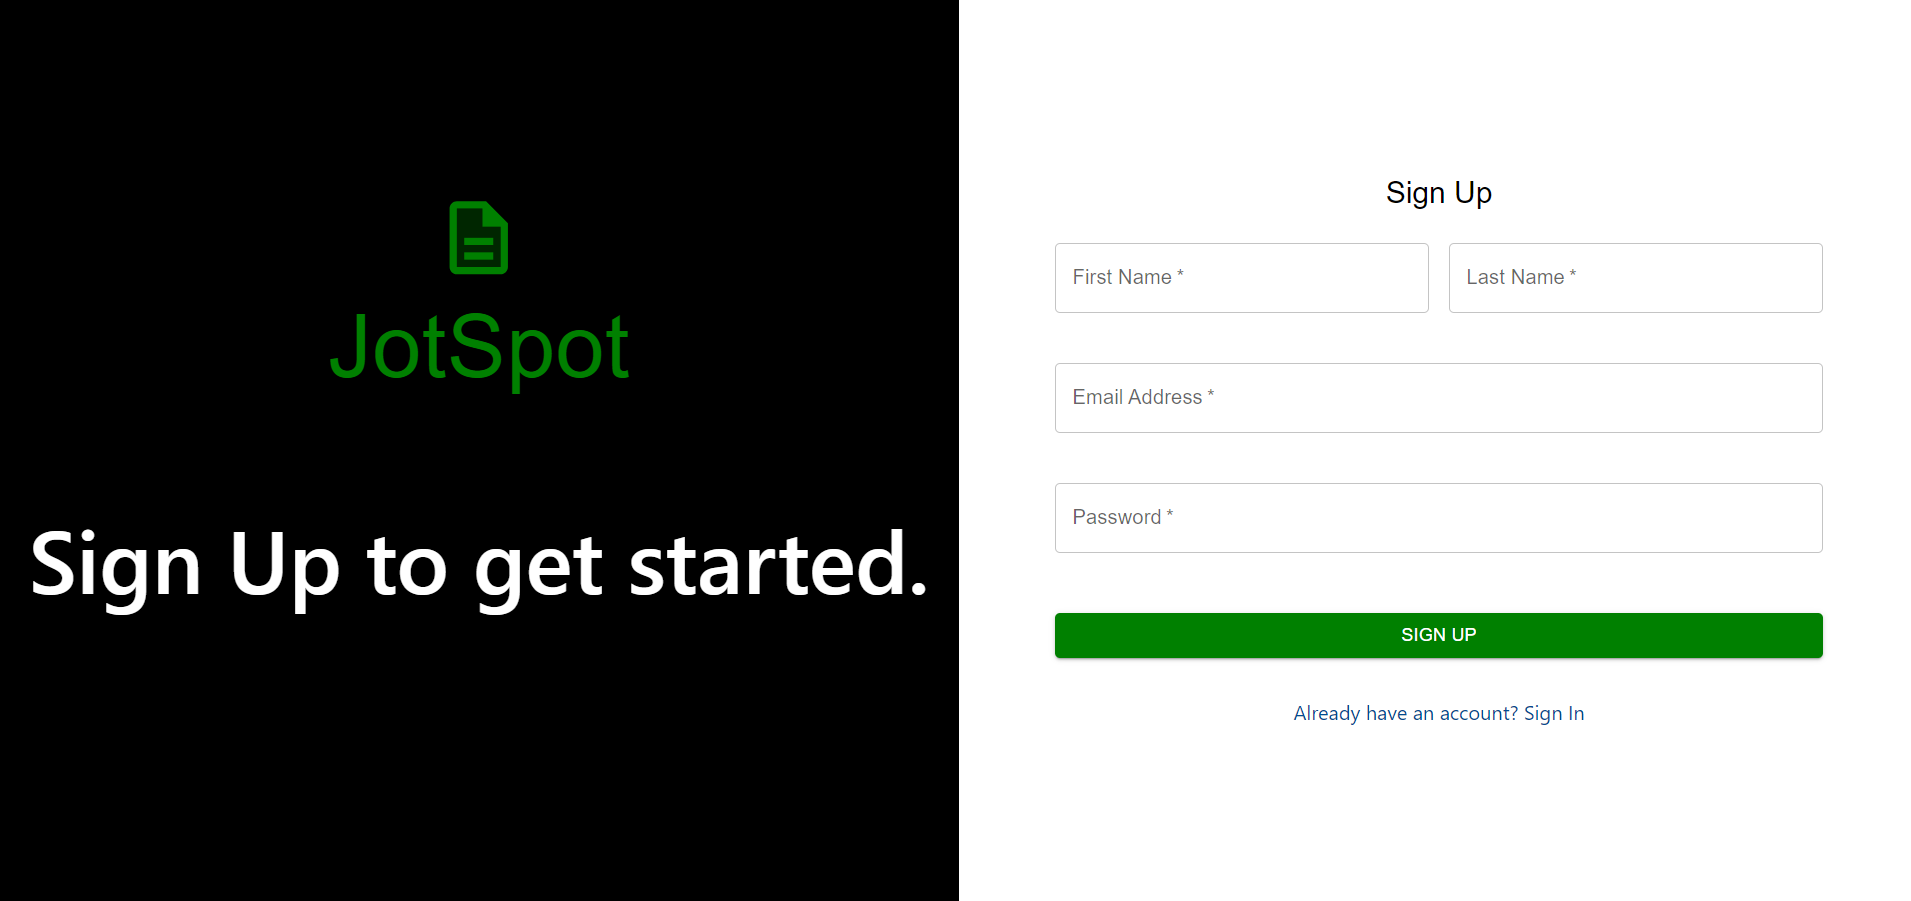 JotSpot
Sign Up to get started.
Sign Up
First Name *
Last Name *
Email Address *
Password *
SIGN UP
Already have an account? Sign In